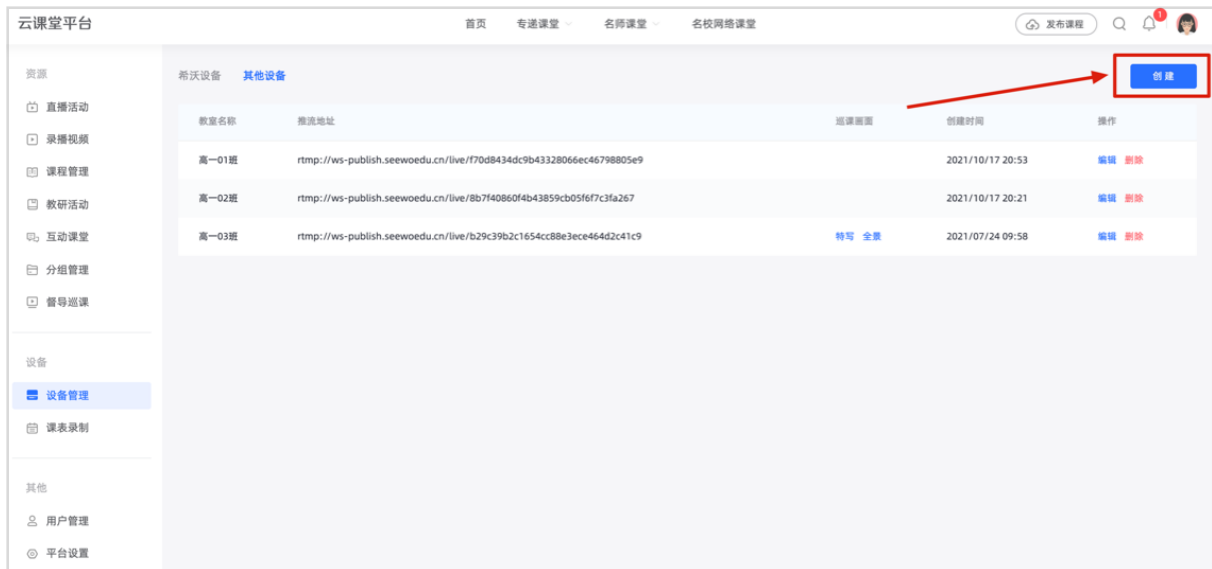 云课堂平台 首页 专递课堂 名师课堂 名校网络课堂 发布课程 1
资源
直播活动
录播视频
课程管理
教研活动
互动课堂
分组管理
督导巡课
设备
设备管理
课表录制
其他
用户管理
平台设置
希沃设备 其他设备 创建
教室名称 推流地址 巡课画面 创建时间 操作
高一01班 rtmp://ws-publish.seewoedu.cn/live/f70d8434dc9b43328066ec46798805e9 2021/10/17 20:53 编辑 删除
高一02班 rtmp://ws-publish.seewoedu.cn/live/8b7f40860f4b43859cb05f6f7c3fa267 2021/10/17 20:21 编辑 删除
高一03班 rtmp://ws-publish.seewoedu.cn/live/b29c39b2c1654cc88e3ece464d2c41c9 特写 全景 2021/07/24 09:58 编辑 删除